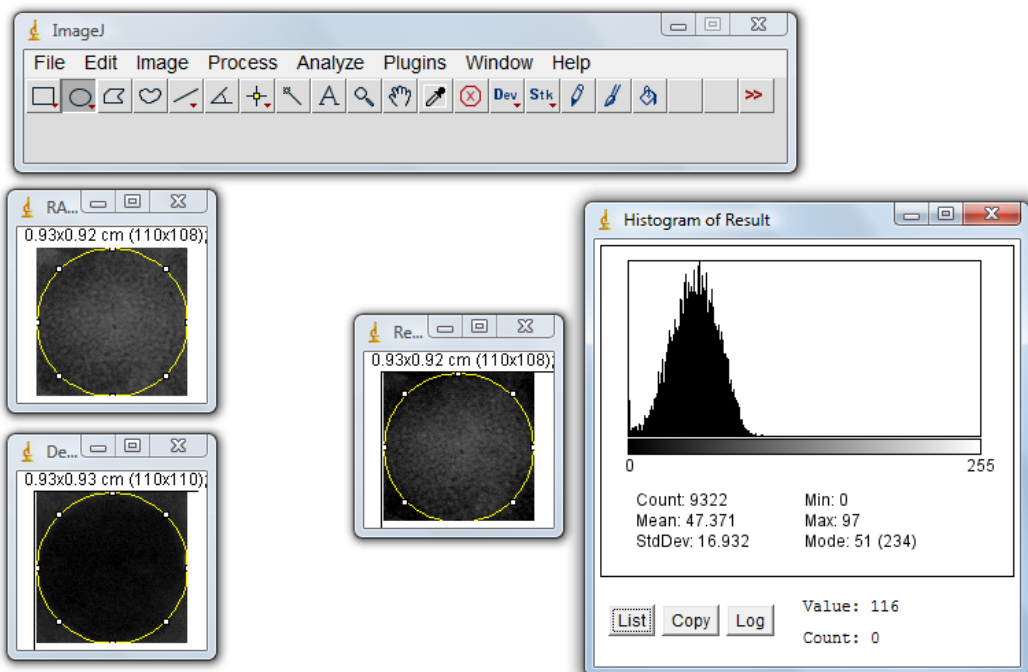 ImageJ
File Edit Image Process Analyze Plugins Window Help
A Dev Stk >>
RA...
0.93x0.92 cm (110x108);
De...
0.93x0.93 cm (110x110);
Re...
0.93x0.92 cm (110x108);
Histogram of Result
0 255
Count: 9322 Min: 0
Mean: 47.371 Max: 97
StdDev: 16.932 Mode: 51 (234)
List Copy Log
Value: 116
Count: 0